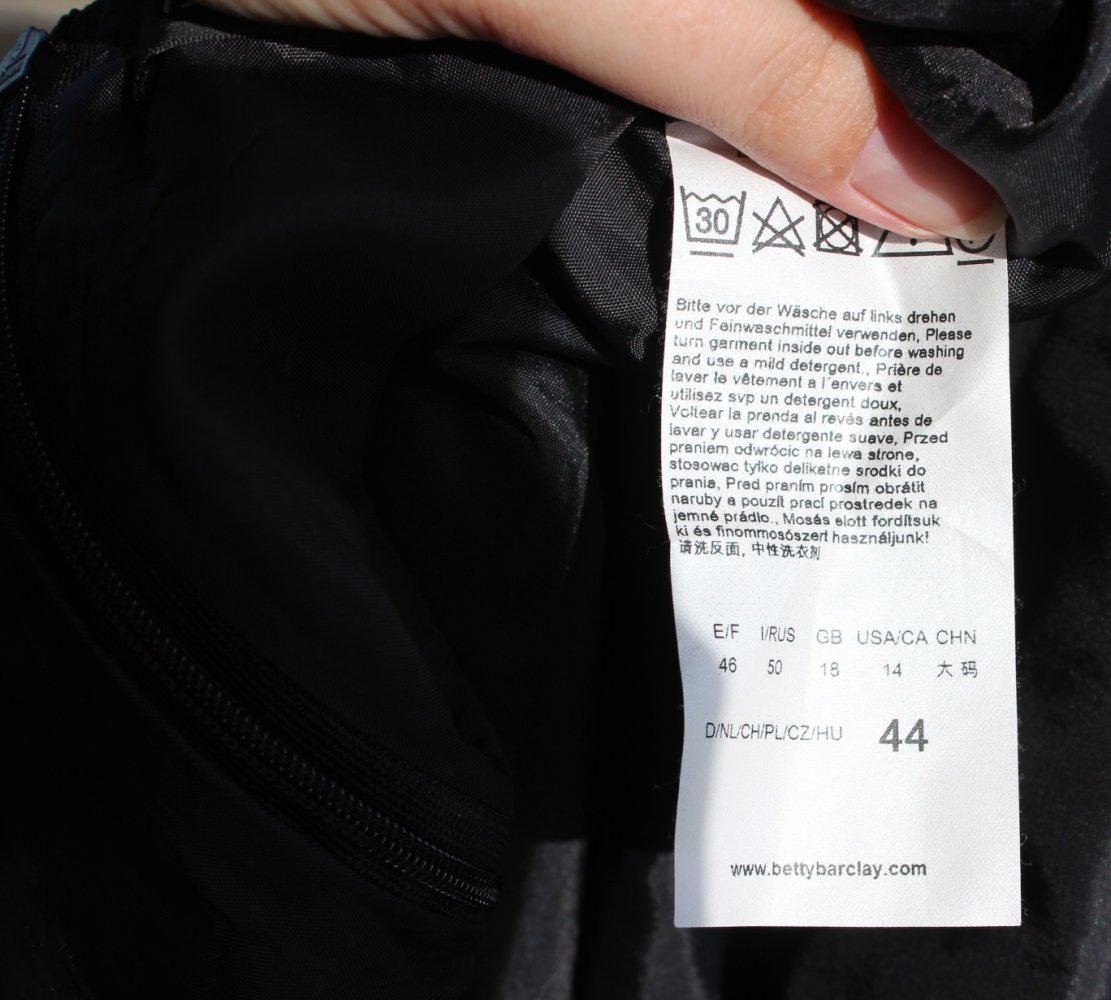 30
Bitte vor der Wäsche auf links drehen
und Feinwaschmittel verwenden, Please
turn garment inside out before washing
and use a mild detergent., Prière de
laver le vêtement a l´envers et
utilisez svp un detergent doux,
Voltear la prenda al revés antes de
lavar y usar detergente suave, Przed
praniem odwrócic na lewa strone,
stosowac tylko delikatne srodki do
prania, Pred praním prosím obrátit
naruby a pouzít prací prostredek na
jemné prádlo., Mosás elott fordítsuk
ki és finommosószert használjunk!
请洗反面, 中性洗衣剂
E/F I/RUS GB USA/CA CHN
46 50 18 14 大码
D/NL/CH/PL/CZ/HU 44
www.bettybarclay.com